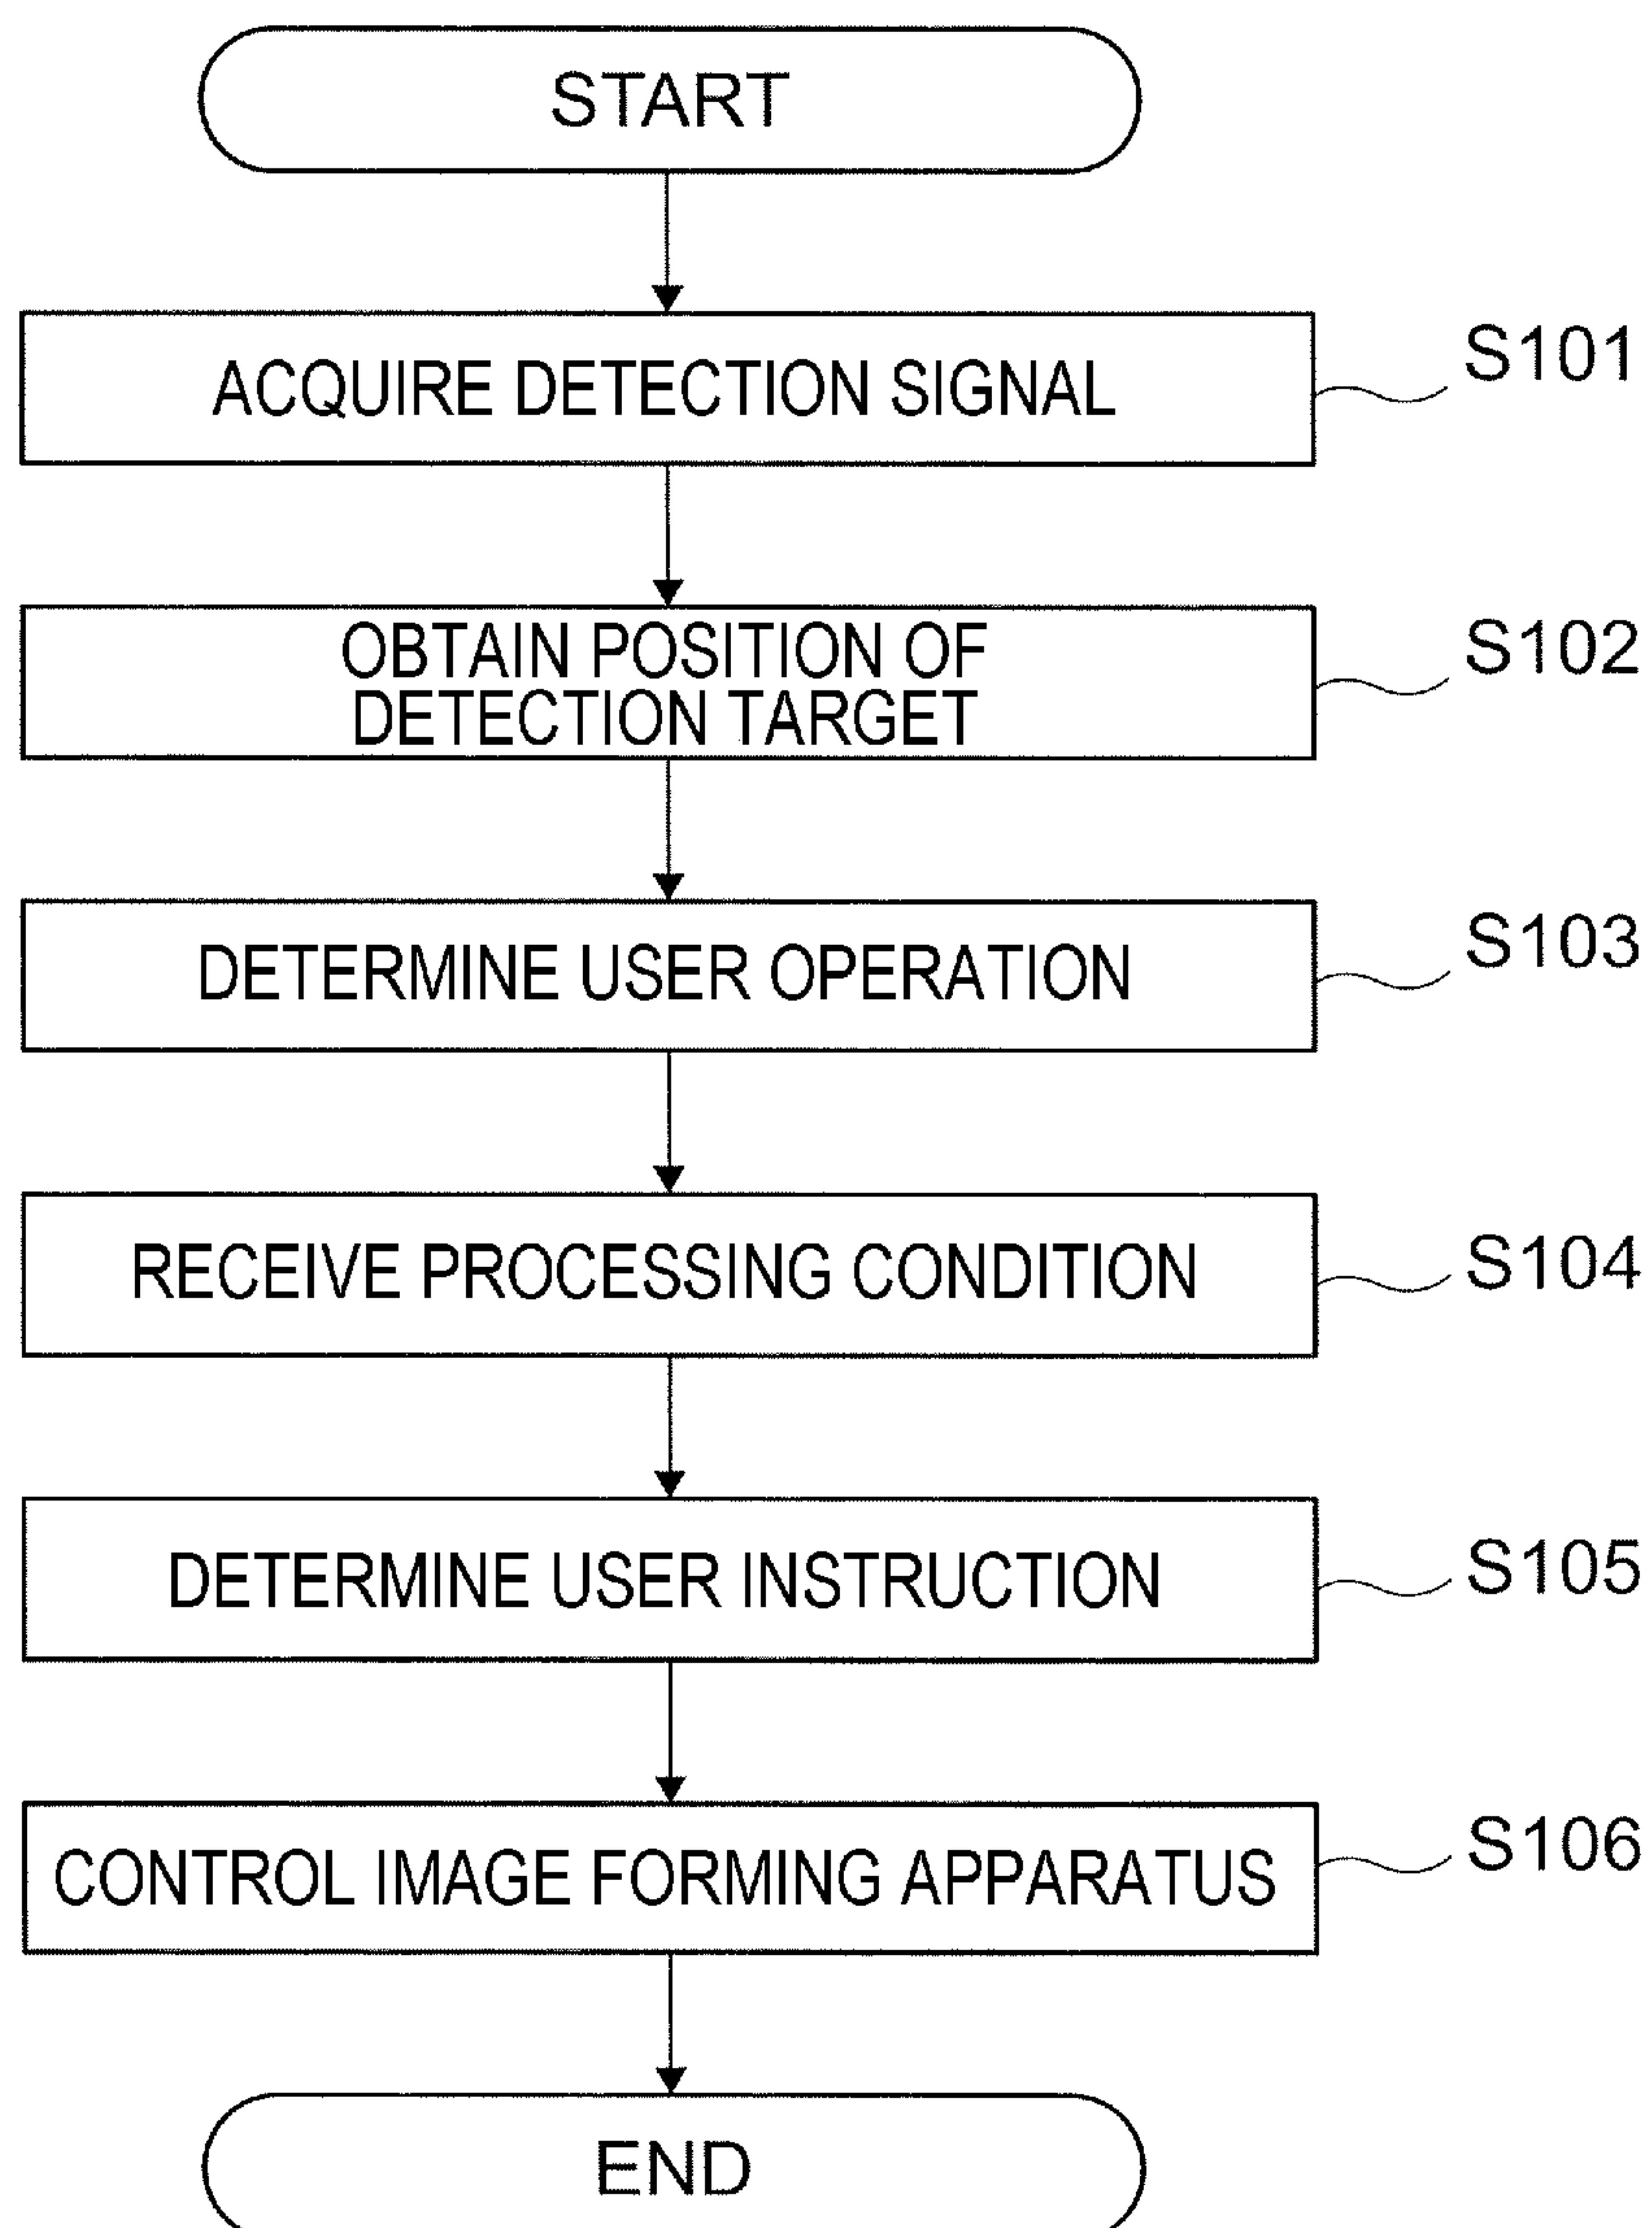 START
ACQUIRE DETECTION SIGNAL
S101
OBTAIN POSITION OF
DETECTION TARGET
S102
DETERMINE USER OPERATION
S103
RECEIVE PROCESSING CONDITION
S104
DETERMINE USER INSTRUCTION
S105
CONTROL IMAGE FORMING APPARATUS
S106
END